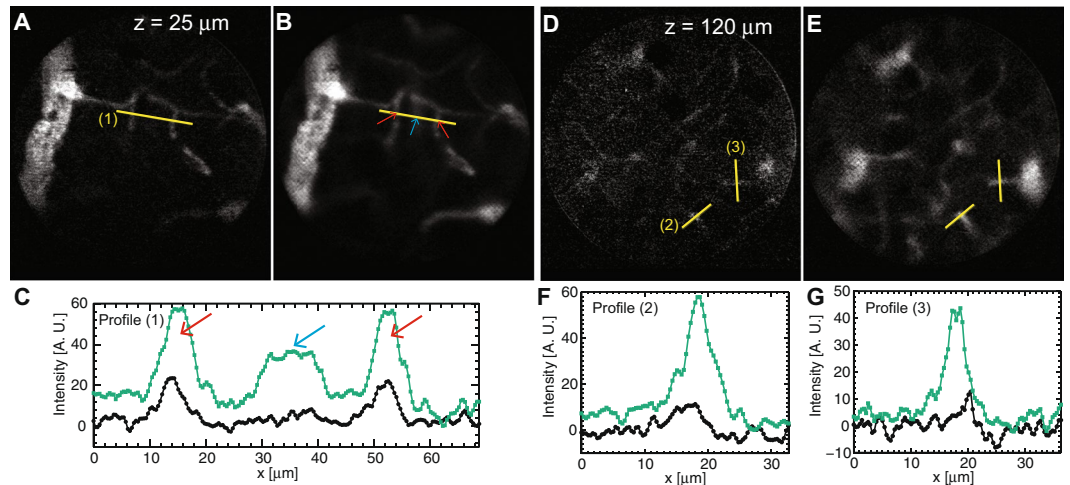 A
z = 25 μm
(1)
B
D
z = 120 μm
(3)
(2)
E
C
Profile (1)
Intensity [A. U.]
60
40
20
0
0
10
20
30
40
50
60
x [μm]
F
Profile (2)
Intensity [A. U.]
60
40
20
0
0
10
20
30
x [μm]
G
Profile (3)
Intensity [A. U.]
50
40
30
20
10
0
−10
0
10
20
30
x [μm]